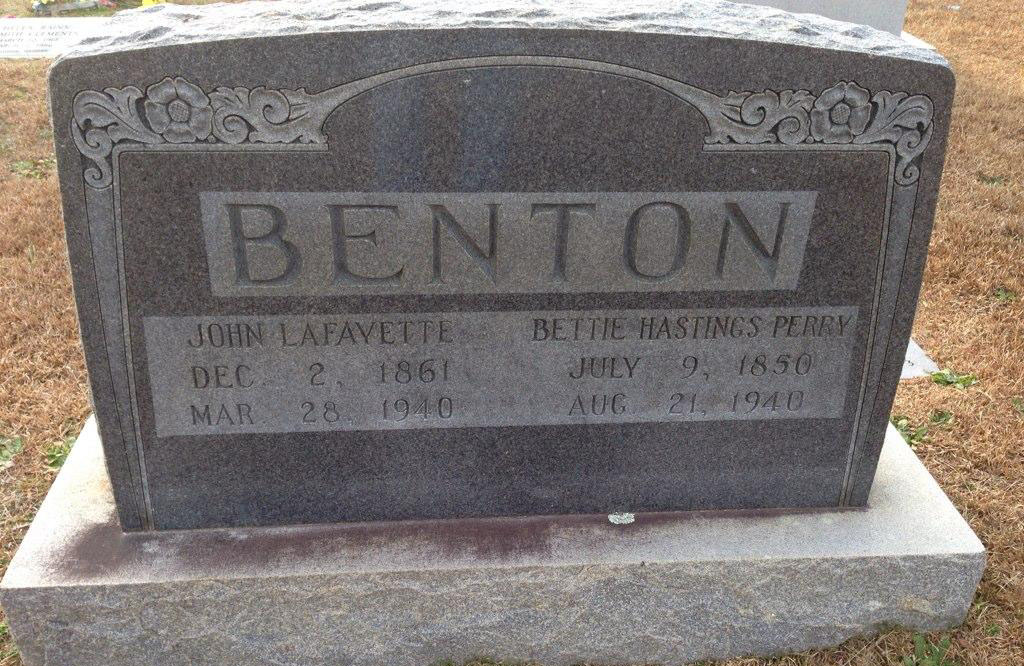 BENTON
JOHN LAFAYETTE
DEC. 2, 1861
MAR. 28, 1940
BETTIE HASTINGS PERRY
JULY 9, 1850
AUG. 21, 1940